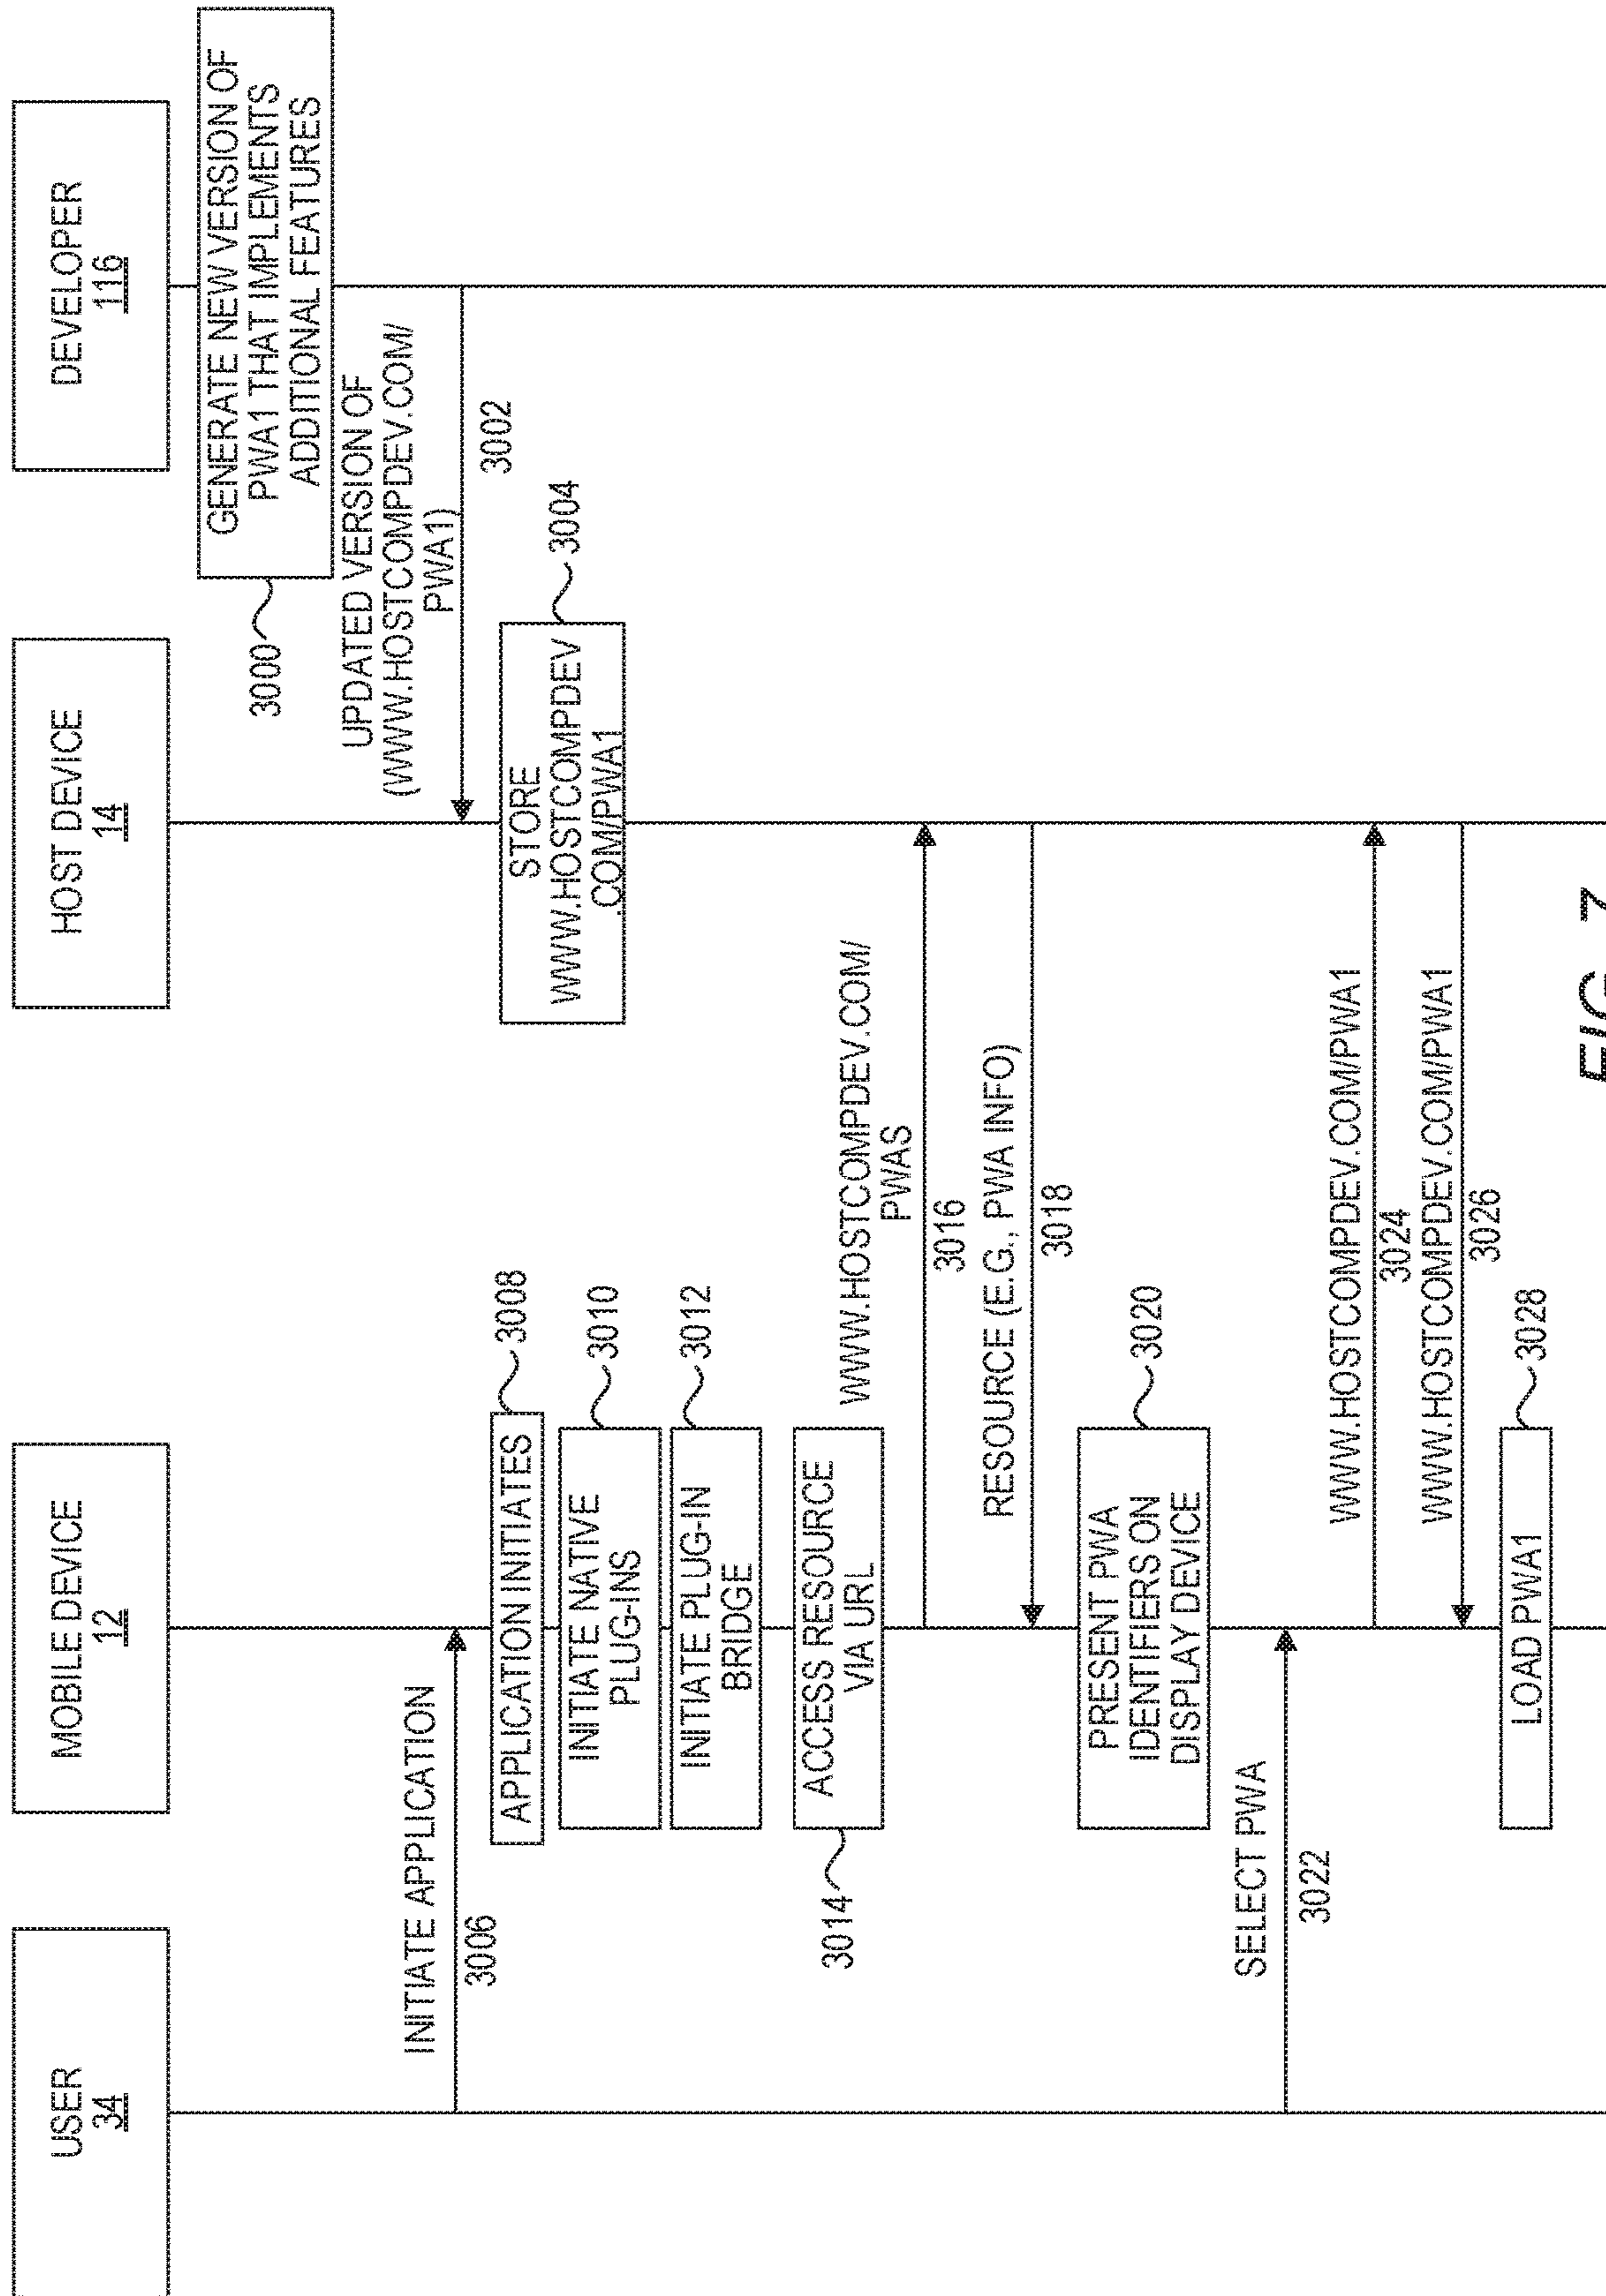 USER
34
MOBILE DEVICE
12
HOST DEVICE
14
DEVELOPER
116
GENERATE NEW VERSION OF
PWA1 THAT IMPLEMENTS
ADDITIONAL FEATURES
3000
UPDATED VERSION OF
(WWW.HOSTCOMPDEV.COM/
PWA1)
3002
INITIATE APPLICATION
3006
STORE
WWW.HOSTCOMPDEV
.COM/PWA1
3004
APPLICATION INITIATES
3008
INITIATE NATIVE
PLUG-INS
3010
INITIATE PLUG-IN
BRIDGE
3012
ACCESS RESOURCE
VIA URL
3014
WWW.HOSTCOMPDEV.COM/
PWAS
3016
RESOURCE (E.G., PWA INFO)
3018
PRESENT PWA
IDENTIFIERS ON
DISPLAY DEVICE
3020
SELECT PWA
3022
WWW.HOSTCOMPDEV.COM/PWA1
3024
WWW.HOSTCOMPDEV.COM/PWA1
3026
LOAD PWA1
3028
FIG. 7